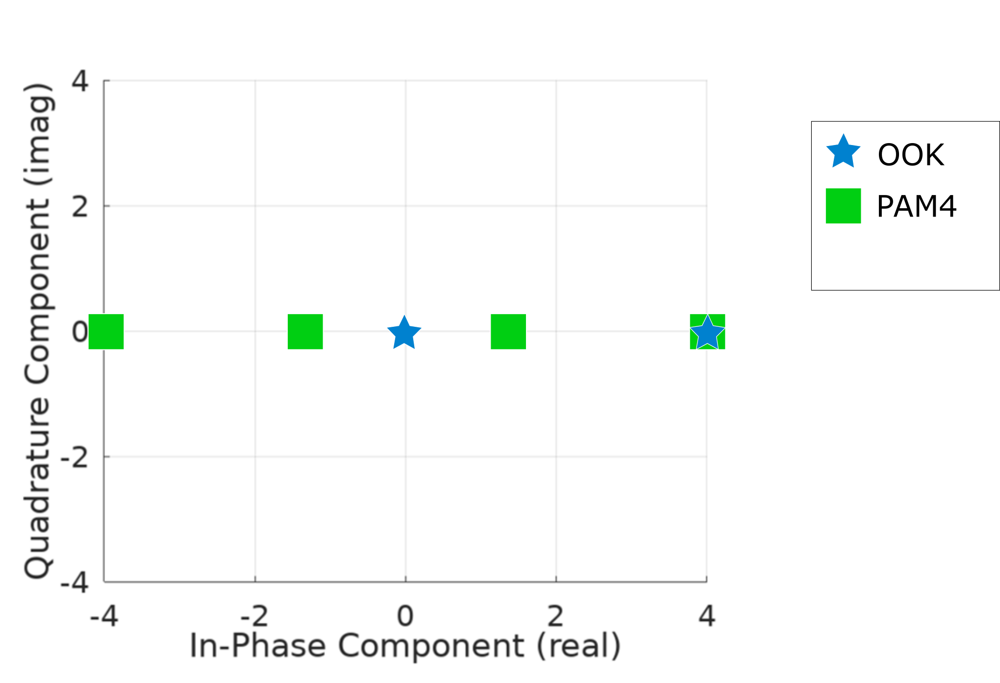 4
2
0
-2
-4
Quadrature Component (imag)
-4 -2 0 2 4
In-Phase Component (real)
OOK
PAM4